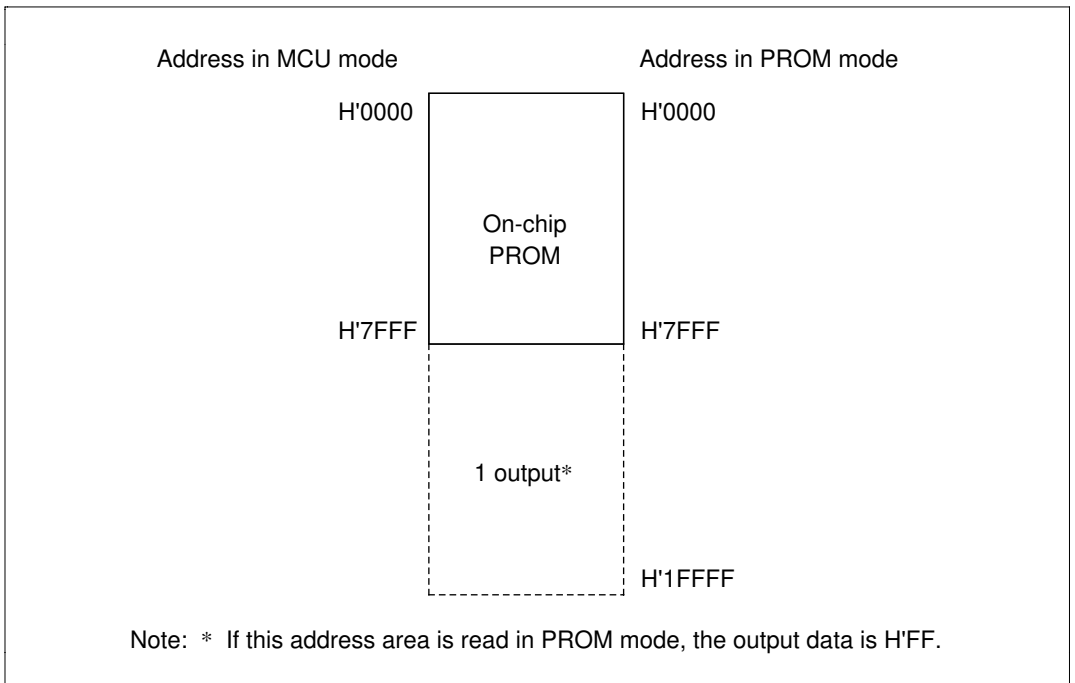 Address in MCU mode Address in PROM mode
H'0000 H'0000
On-chip
PROM
H'7FFF H'7FFF
1 output*
H'1FFFF
Note: * If this address area is read in PROM mode, the output data is H'FF.